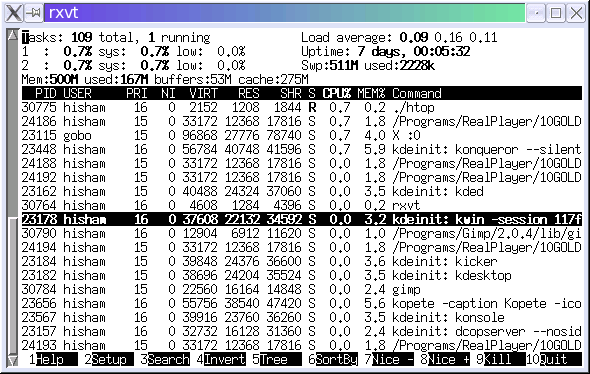 rxvt
Tasks: 109 total, 1 running Load average: 0.09 0.16 0.11
1 : 0.7% sys: 0.7% low: 0.0% Uptime: 7 days, 00:05:32
2 : 0.7% sys: 0.7% low: 0.0% Swp:511M used:2228k
Mem:500M used:167M buffers:53M cache:275M
PID USER PRI NI VIRT RES SHR S CPU% MEM% Command
30775 hisham 16 0 2152 1208 1844 R 0.7 0.2 ./htop
24186 hisham 15 0 33172 12368 17816 S 0.7 1.8 /Programs/RealPlayer/10GOLD
23115 gobo 15 0 96868 27776 78740 S 0.7 4.0 X :0
23448 hisham 16 0 56784 40748 41596 S 0.7 5.9 kdeinit: konqueror --silent
24188 hisham 15 0 33172 12368 17816 S 0.0 1.8 /Programs/RealPlayer/10GOLD
24192 hisham 15 0 33172 12368 17816 S 0.0 1.8 /Programs/RealPlayer/10GOLD
23162 hisham 15 0 40488 24324 37060 S 0.0 3.5 kdeinit: kded
30764 hisham 15 0 4608 1284 4396 S 0.0 0.2 rxvt
23178 hisham 16 0 37608 22132 34592 S 0.0 3.2 kdeinit: kwin -session 117f
30790 hisham 16 0 12904 6912 11620 S 0.0 1.0 /Programs/Gimp/2.0.4/lib/gi
24194 hisham 15 0 33172 12368 17816 S 0.0 1.8 /Programs/RealPlayer/10GOLD
23184 hisham 15 0 39848 24376 36600 S 0.0 3.6 kdeinit: kicker
23182 hisham 16 0 38696 24204 35524 S 0.0 3.5 kdeinit: kdesktop
30784 hisham 15 0 22560 16164 14848 S 0.0 2.4 gimp
23656 hisham 16 0 55756 38540 47420 S 0.0 5.6 kopete -caption Kopete -ico
23567 hisham 16 0 39916 23760 36260 S 0.0 3.5 kdeinit: konsole
23157 hisham 16 0 32732 16128 31360 S 0.0 2.4 kdeinit: dcopserver --nosid
24195 hisham 15 0 33172 12368 17816 S 0.0 1.8 /Programs/RealPlayer/10GOLD
1Help 2Setup 3Search 4Invert 5Tree 6SortBy 7Nice - 8Nice + 9Kill 10Quit